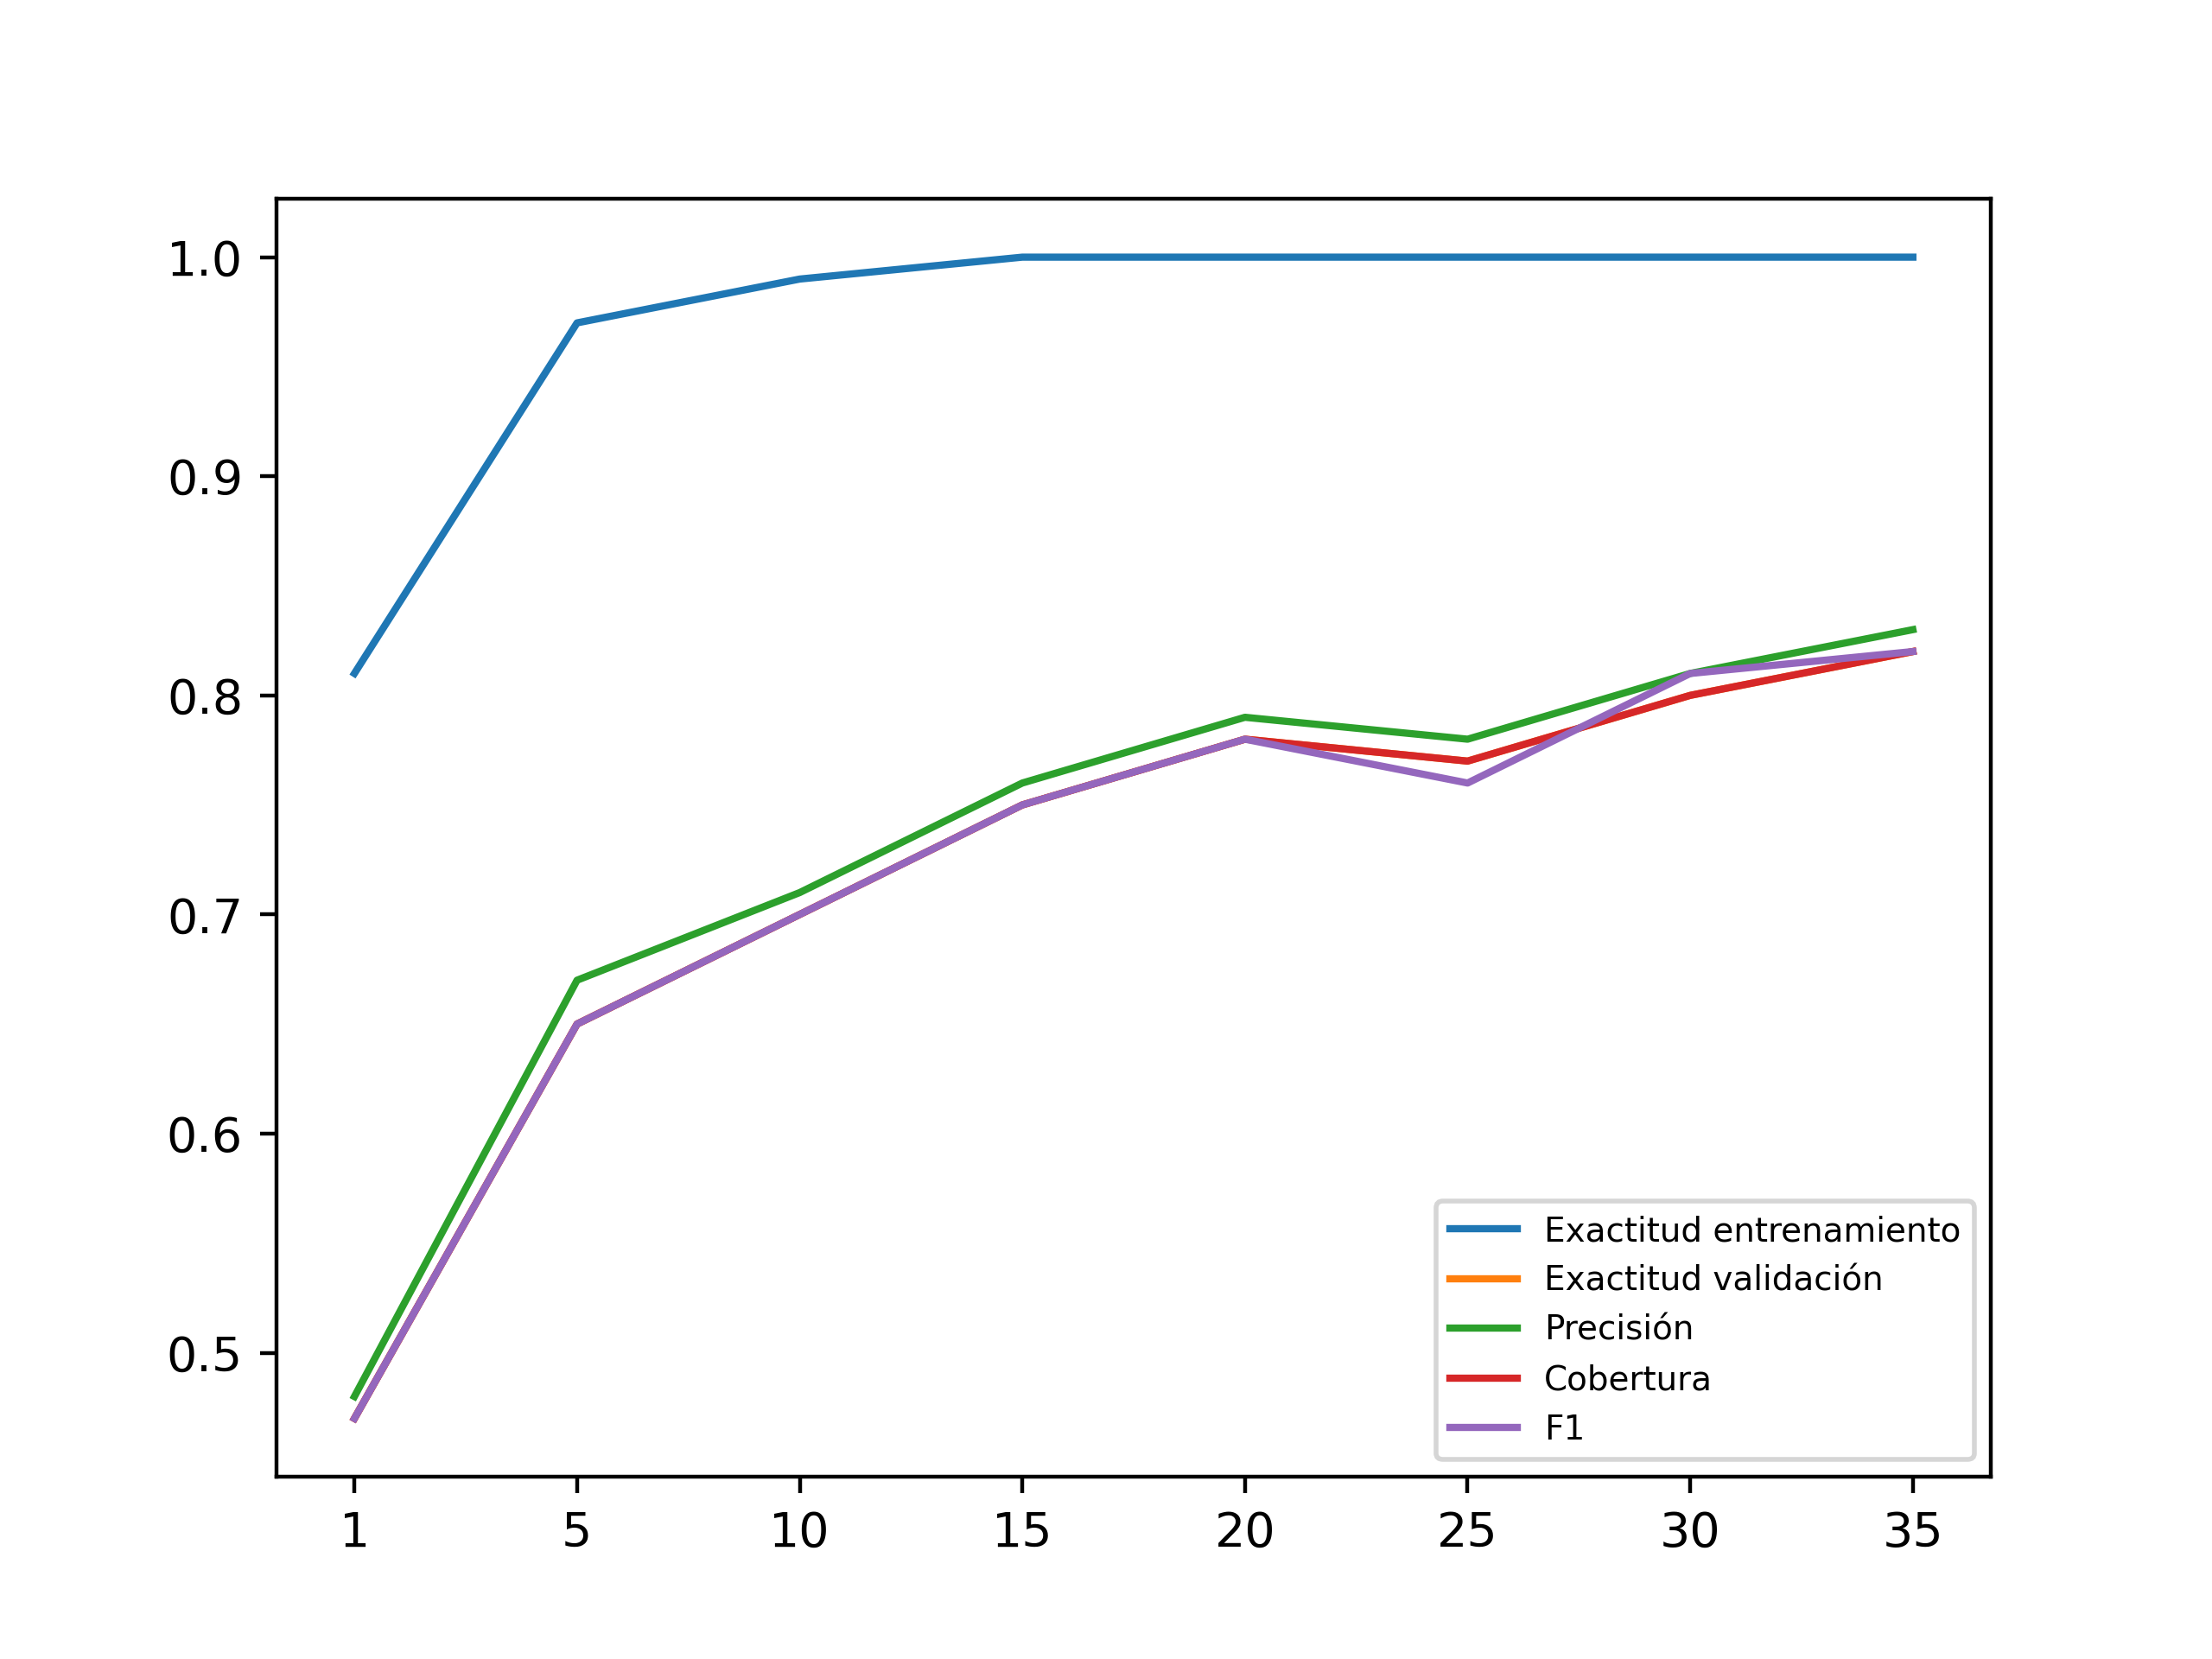 1.0
0.9
0.8
0.7
0.6
0.5
1 5 10 15 20 25 30 35
Exactitud entrenamiento
Exactitud validación
Precisión
Cobertura
F1